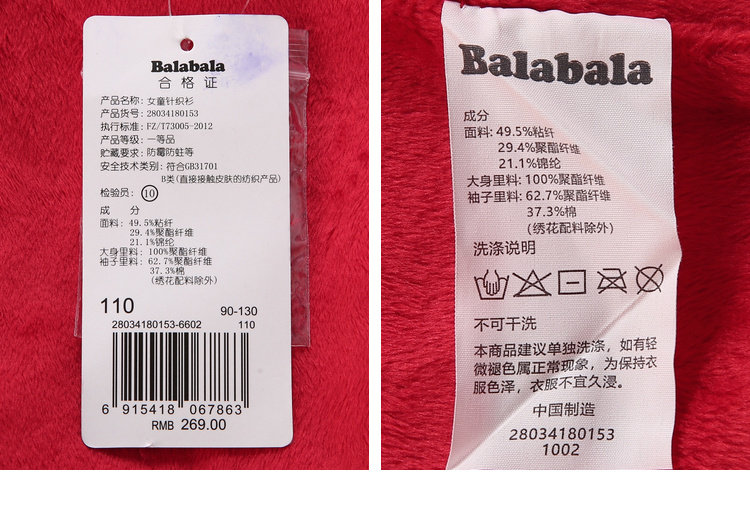 Balabala
合格证
产品名称: 女童针织衫
产品货号: 28034180153
执行标准: FZ/T73005-2012
产品等级: 一等品
贮藏要求: 防霉防蛀等
安全技术类别: 符合GB31701
B类(直接接触皮肤的纺织产品)
检验员: 10
成 分
面料: 49.5%粘纤
29.4%聚酯纤维
21.1%锦纶
大身里料: 100%聚酯纤维
袖子里料: 62.7%聚酯纤维
37.3%棉
(绣花配料除外)
110 90-130
28034180153-6602 110
6 915418 067863
RMB 269.00
Balabala
成分
面料: 49.5%粘纤
29.4%聚酯纤维
21.1%锦纶
大身里料: 100%聚酯纤维
袖子里料: 62.7%聚酯纤维
37.3%棉
(绣花配料除外)
洗涤说明
不可干洗
本商品建议单独洗涤，如有轻
微褪色属正常现象，为保持衣
服色泽，衣服不宜久浸。
中国制造
28034180153
1002